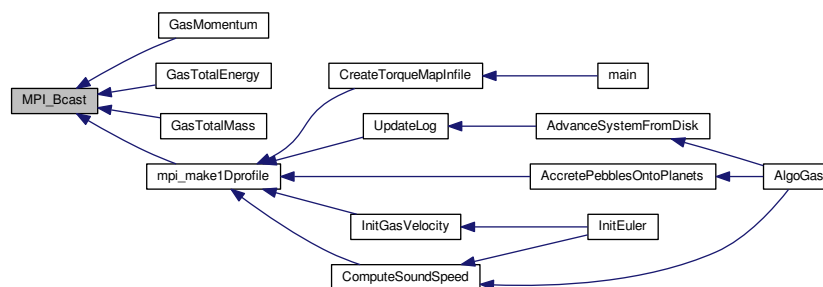 GasMomentum
GasTotalEnergy
CreateTorqueMapInfile
main
MPI_Bcast
GasTotalMass
UpdateLog
AdvanceSystemFromDisk
mpi_make1Dprofile
AccretePebblesOntoPlanets
AlgoGas
InitGasVelocity
InitEuler
ComputeSoundSpeed